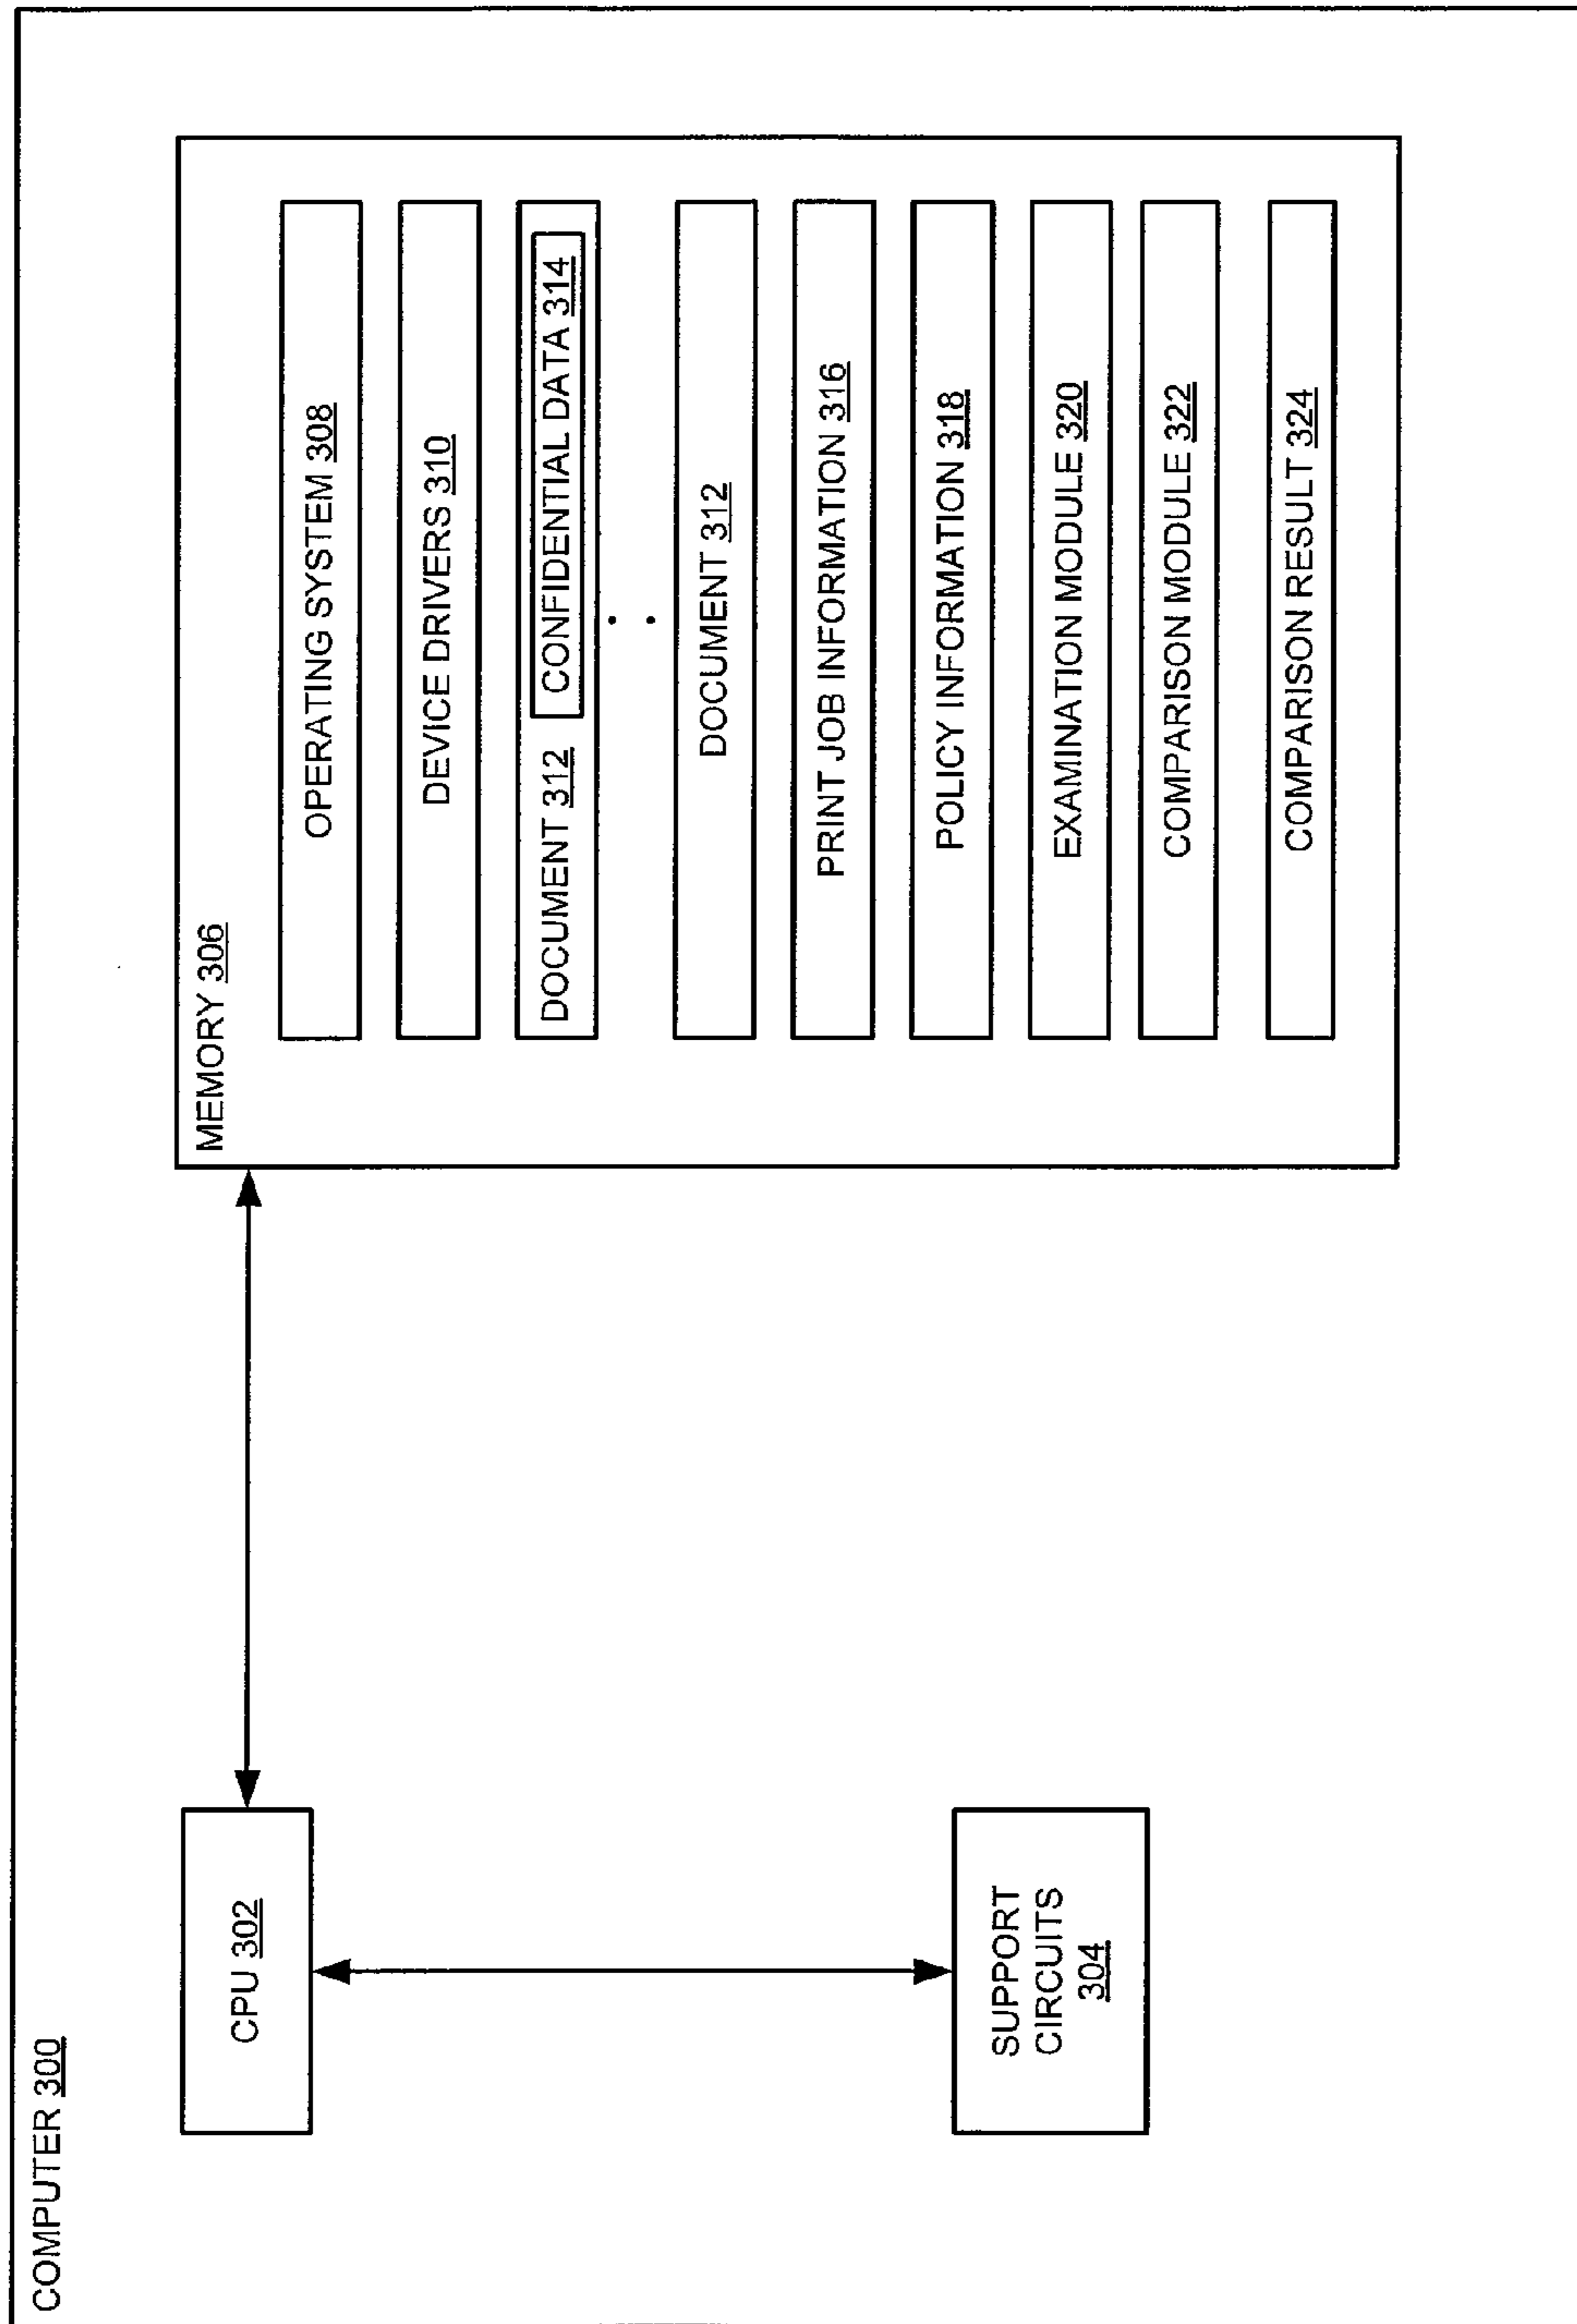 COMPUTER 300
CPU 302
SUPPORT
CIRCUITS
304
MEMORY 306
OPERATING SYSTEM 308
DEVICE DRIVERS 310
DOCUMENT 312 CONFIDENTIAL DATA 314
DOCUMENT 312
PRINT JOB INFORMATION 316
POLICY INFORMATION 318
EXAMINATION MODULE 320
COMPARISON MODULE 322
COMPARISON RESULT 324